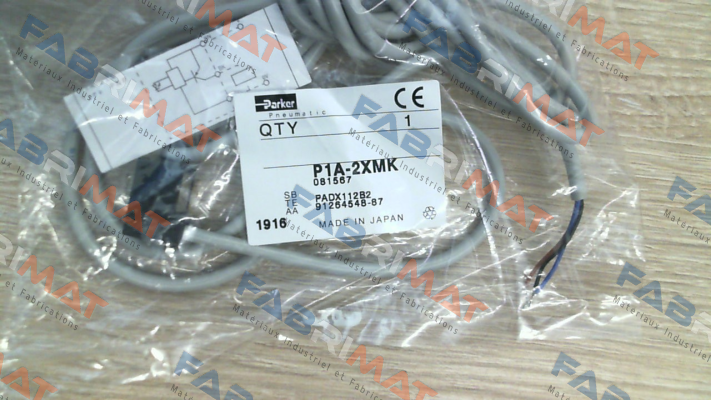 Parker
Pneumatic
CE
QTY 1
P1A-2XMK
081567
SB PADX112B2
TE 91264548-87
AA
1916 MADE IN JAPAN
FABRIMAT
Materiaux Industriel et Fabrications